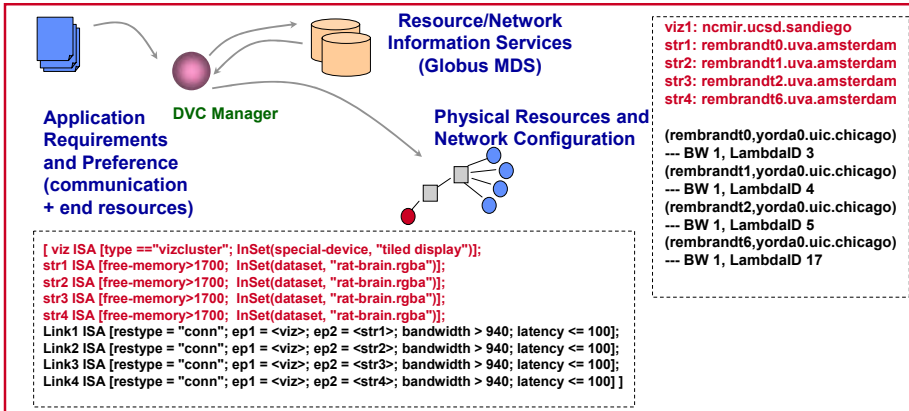 Resource/Network
Information Services
(Globus MDS)
DVC Manager
Application
Requirements
and Preference
(communication
+ end resources)
Physical Resources and
Network Configuration
viz1: ncmir.ucsd.sandiego
str1: rembrandt0.uva.amsterdam
str2: rembrandt1.uva.amsterdam
str3: rembrandt2.uva.amsterdam
str4: rembrandt6.uva.amsterdam
(rembrandt0,yorda0.uic.chicago)
--- BW 1, LambdaID 3
(rembrandt1,yorda0.uic.chicago)
--- BW 1, LambdaID 4
(rembrandt2,yorda0.uic.chicago)
--- BW 1, LambdaID 5
(rembrandt6,yorda0.uic.chicago)
--- BW 1, LambdaID 17
[ viz ISA [type =="vizcluster"; InSet(special-device, "tiled display")];
str1 ISA [free-memory>1700; InSet(dataset, "rat-brain.rgba")];
str2 ISA [free-memory>1700; InSet(dataset, "rat-brain.rgba")];
str3 ISA [free-memory>1700; InSet(dataset, "rat-brain.rgba")];
str4 ISA [free-memory>1700; InSet(dataset, "rat-brain.rgba")];
Link1 ISA [restype = "conn"; ep1 = <viz>; ep2 = <str1>; bandwidth > 940; latency <= 100];
Link2 ISA [restype = "conn"; ep1 = <viz>; ep2 = <str2>; bandwidth > 940; latency <= 100];
Link3 ISA [restype = "conn"; ep1 = <viz>; ep2 = <str3>; bandwidth > 940; latency <= 100];
Link4 ISA [restype = "conn"; ep1 = <viz>; ep2 = <str4>; bandwidth > 940; latency <= 100] ]